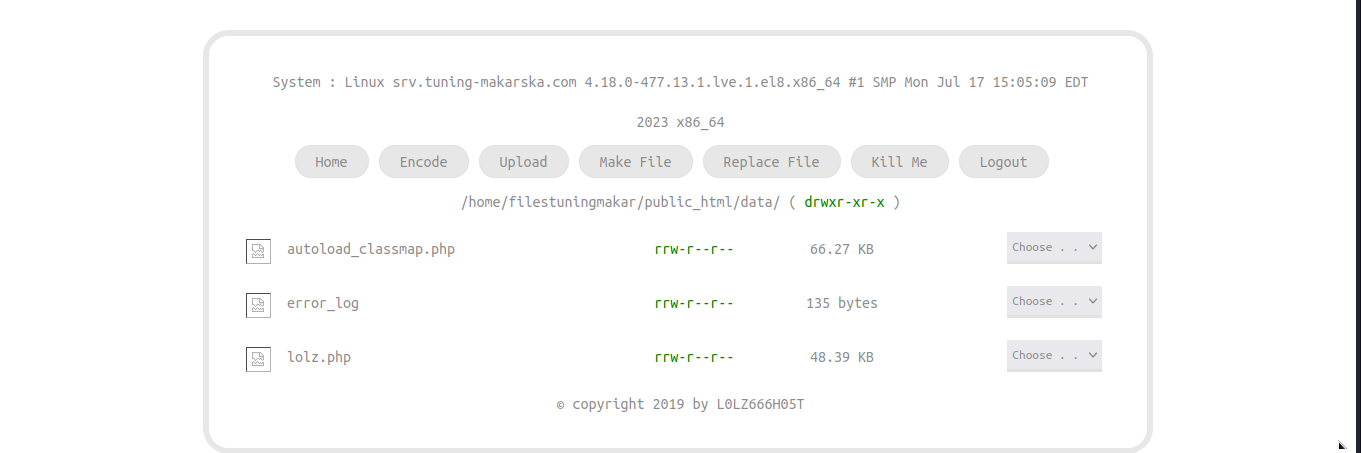 System : Linux srv.tuning-makarska.com 4.18.0-477.13.1.lve.1.el8.x86_64 #1 SMP Mon Jul 17 15:05:09 EDT
2023 x86_64
Home Encode Upload Make File Replace File Kill Me Logout
/home/filestuningmakar/public_html/data/ ( drwxr-xr-x )
autoload_classmap.php rrw-r--r-- 66.27 KB Choose . .
error_log rrw-r--r-- 135 bytes Choose . .
lolz.php rrw-r--r-- 48.39 KB Choose . .
© copyright 2019 by L0LZ666H05T